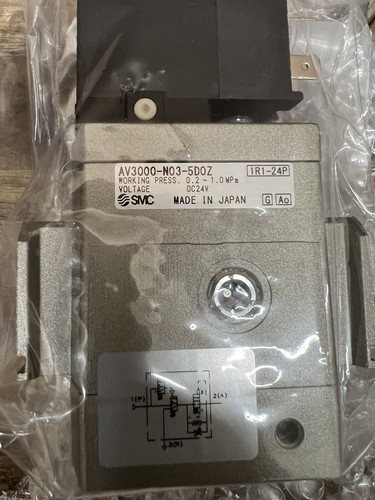 AV3000-N03-5D0Z
1R1-24P
WORKING PRESS. 0.2 ~ 1.0MPa
VOLTAGE DC24V
SMC MADE IN JAPAN G Ao
1(P)
2(A)
3(R)